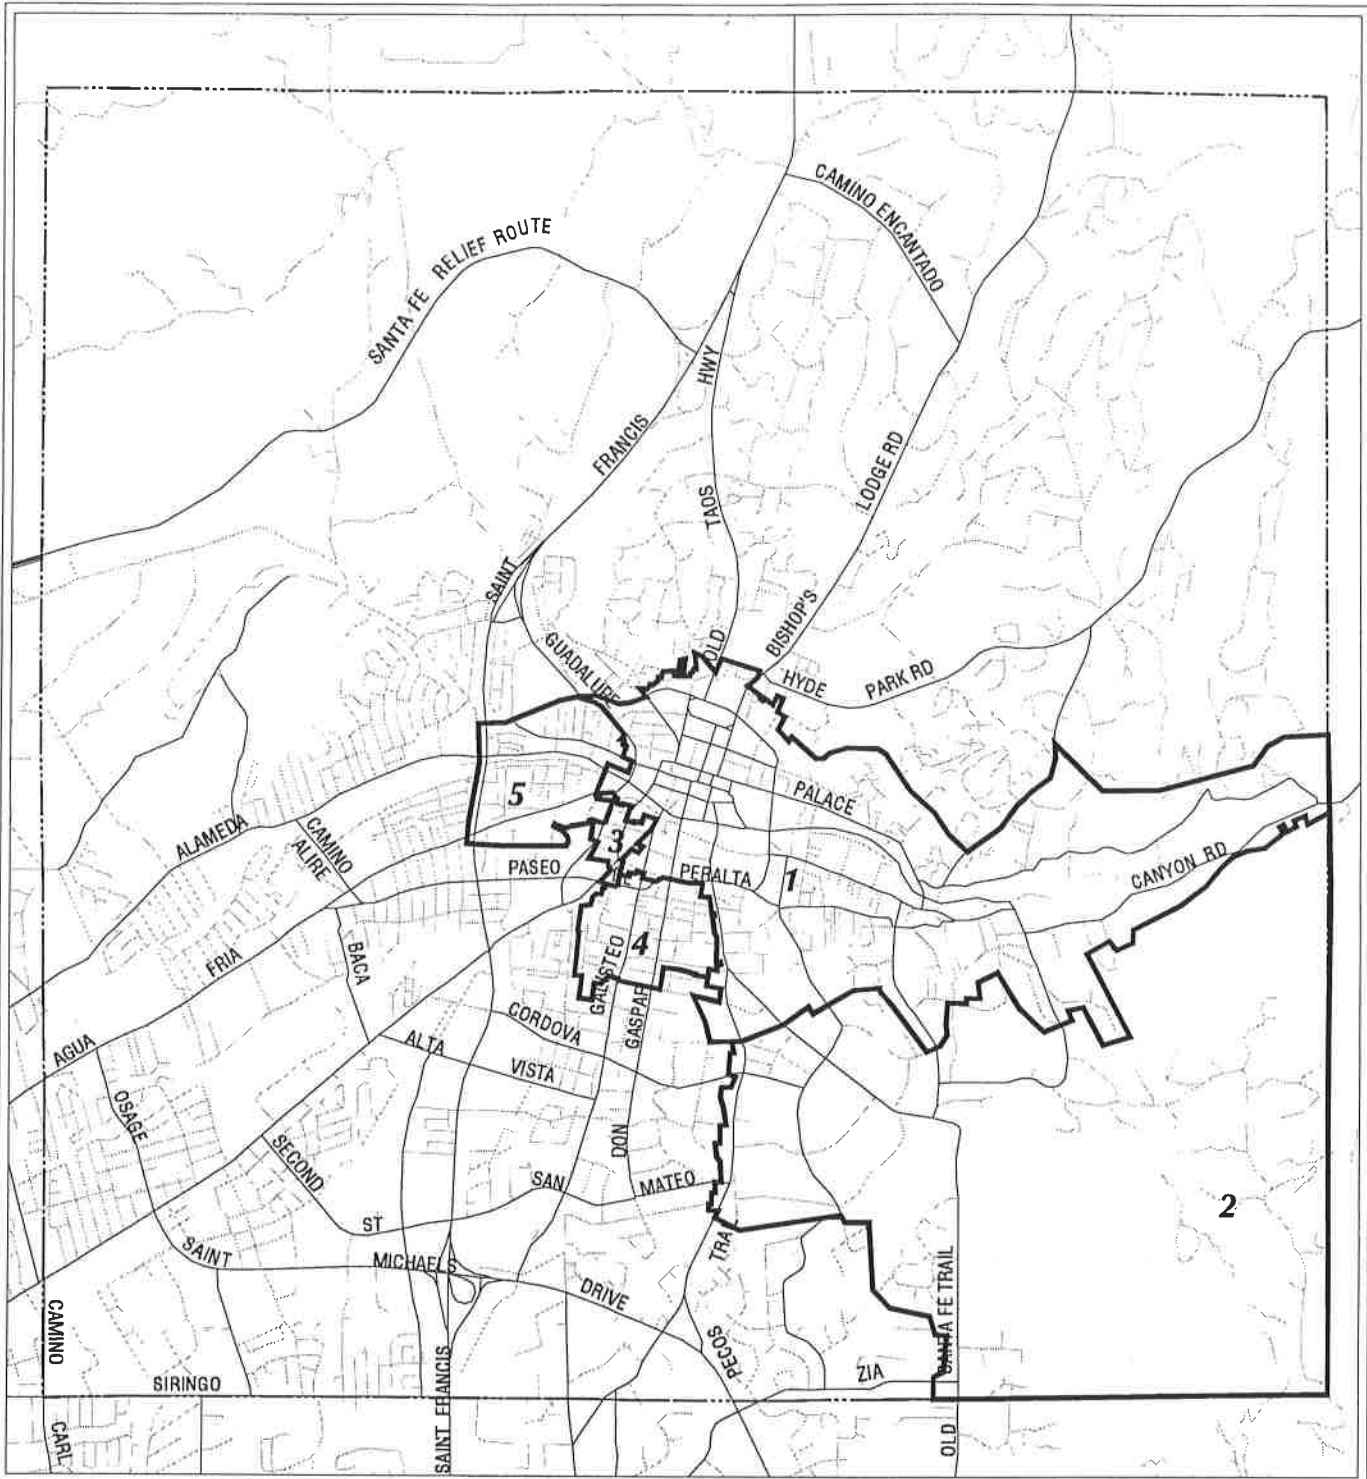 CAMINO ENCANTADO
SANTA FE RELIEF ROUTE
HWY
FRANCIS
LODGE RD
TAOS
SAINT
BISHOP'S
OLD
GUADALUPE
HYDE PARK RD
5
PALACE
ALAMEDA
CAMINO
ALIRE
3
PASEO
PERALTA
1
CANYON RD
4
BACA
FRIA
GALISTEO
GASPAR
CORDOVA
AGUA
ALTA
VISTA
OSAGE
SECOND
DON
SAN
MATEO
2
ST
SAINT
MICHAELS
TRA
DRIVE
SANTA FE TRAIL
CAMINO
PECOS
ZIA
SIRINGO
SAINT FRANCIS
CARL
OLD